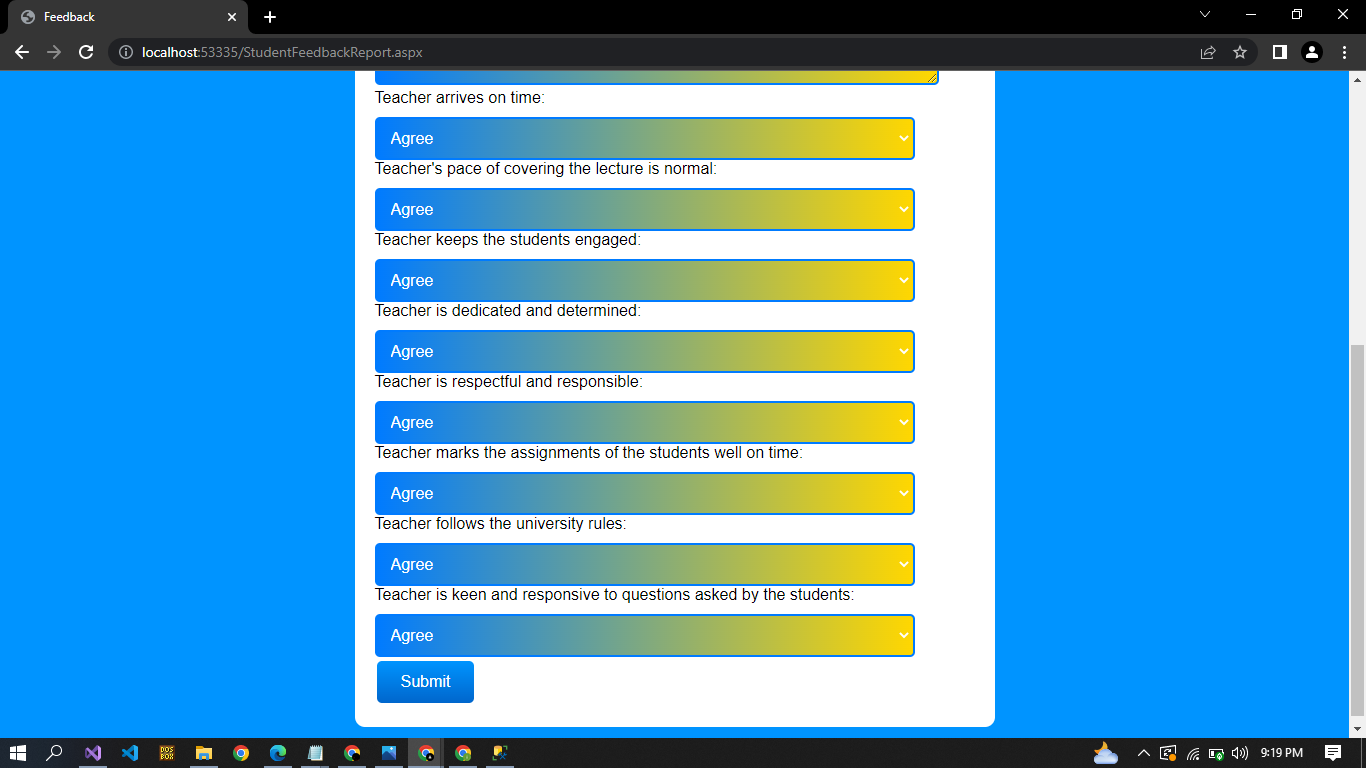 Feedback
localhost:53335/StudentFeedbackReport.aspx
Teacher arrives on time:
Agree
Teacher's pace of covering the lecture is normal:
Agree
Teacher keeps the students engaged:
Agree
Teacher is dedicated and determined:
Agree
Teacher is respectful and responsible:
Agree
Teacher marks the assignments of the students well on time:
Agree
Teacher follows the university rules:
Agree
Teacher is keen and responsive to questions asked by the students:
Agree
Submit
DOS
BOX
9:19 PM